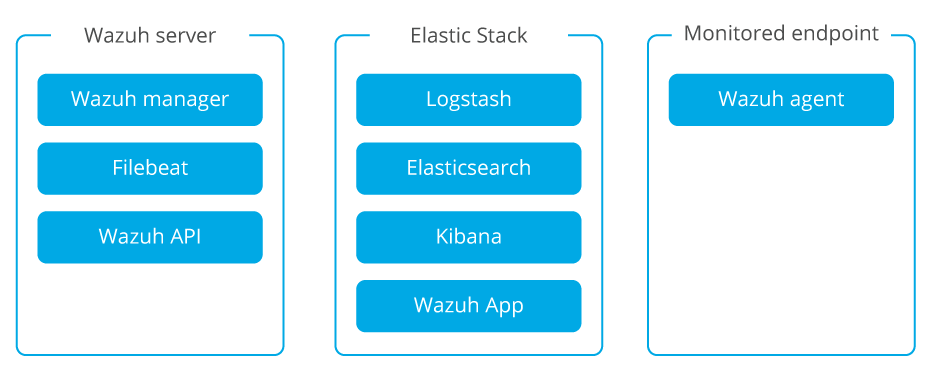 Wazuh server
Wazuh manager
Filebeat
Wazuh API
Elastic Stack
Logstash
Elasticsearch
Kibana
Wazuh App
Monitored endpoint
Wazuh agent